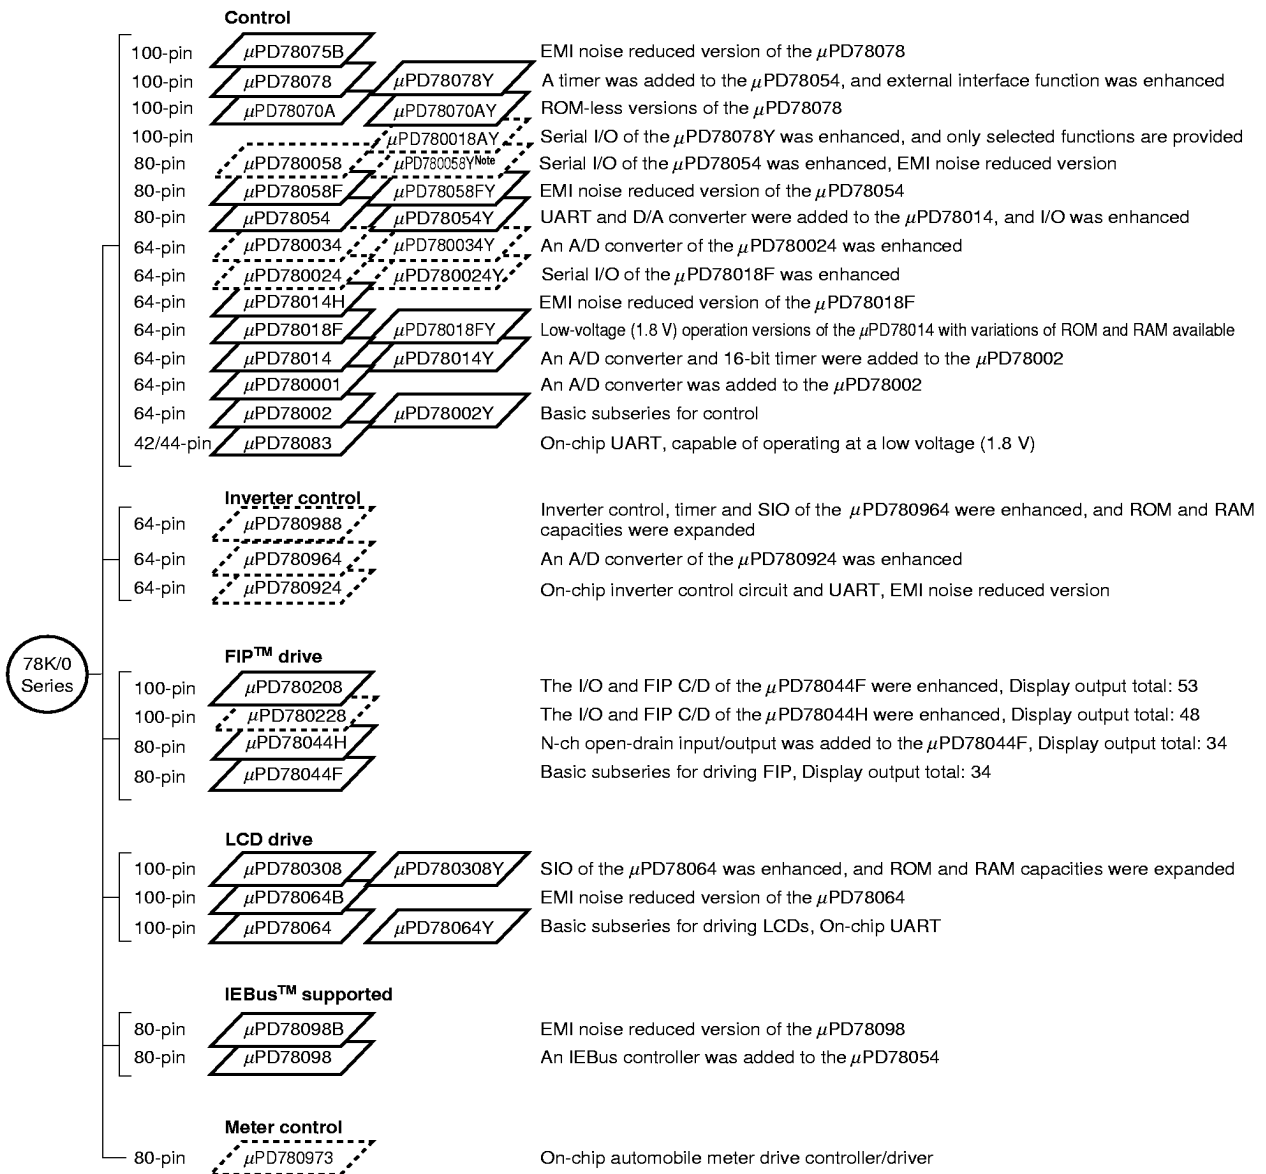 Control
100-pin μPD78075B EMI noise reduced version of the μPD78078
100-pin μPD78078 μPD78078Y A timer was added to the μPD78054, and external interface function was enhanced
100-pin μPD78070A μPD78070AY ROM-less versions of the μPD78078
100-pin μPD780018AY Serial I/O of the μPD78078Y was enhanced, and only selected functions are provided
80-pin μPD780058 μPD780058YNote Serial I/O of the μPD78054 was enhanced, EMI noise reduced version
80-pin μPD78058F μPD78058FY EMI noise reduced version of the μPD78054
80-pin μPD78054 μPD78054Y UART and D/A converter were added to the μPD78014, and I/O was enhanced
64-pin μPD780034 μPD780034Y An A/D converter of the μPD780024 was enhanced
64-pin μPD780024 μPD780024Y Serial I/O of the μPD78018F was enhanced
64-pin μPD78014H EMI noise reduced version of the μPD78018F
64-pin μPD78018F μPD78018FY Low-voltage (1.8 V) operation versions of the μPD78014 with variations of ROM and RAM available
64-pin μPD78014 μPD78014Y An A/D converter and 16-bit timer were added to the μPD78002
64-pin μPD780001 An A/D converter was added to the μPD78002
64-pin μPD78002 μPD78002Y Basic subseries for control
42/44-pin μPD78083 On-chip UART, capable of operating at a low voltage (1.8 V)
Inverter control
64-pin μPD780988 Inverter control, timer and SIO of the μPD780964 were enhanced, and ROM and RAM
capacities were expanded
64-pin μPD780964 An A/D converter of the μPD780924 was enhanced
64-pin μPD780924 On-chip inverter control circuit and UART, EMI noise reduced version
78K/0
Series
FIP™ drive
100-pin μPD780208 The I/O and FIP C/D of the μPD78044F were enhanced, Display output total: 53
100-pin μPD780228 The I/O and FIP C/D of the μPD78044H were enhanced, Display output total: 48
80-pin μPD78044H N-ch open-drain input/output was added to the μPD78044F, Display output total: 34
80-pin μPD78044F Basic subseries for driving FIP, Display output total: 34
LCD drive
100-pin μPD780308 μPD780308Y SIO of the μPD78064 was enhanced, and ROM and RAM capacities were expanded
100-pin μPD78064B EMI noise reduced version of the μPD78064
100-pin μPD78064 μPD78064Y Basic subseries for driving LCDs, On-chip UART
IEBus™ supported
80-pin μPD78098B EMI noise reduced version of the μPD78098
80-pin μPD78098 An IEBus controller was added to the μPD78054
Meter control
80-pin μPD780973 On-chip automobile meter drive controller/driver